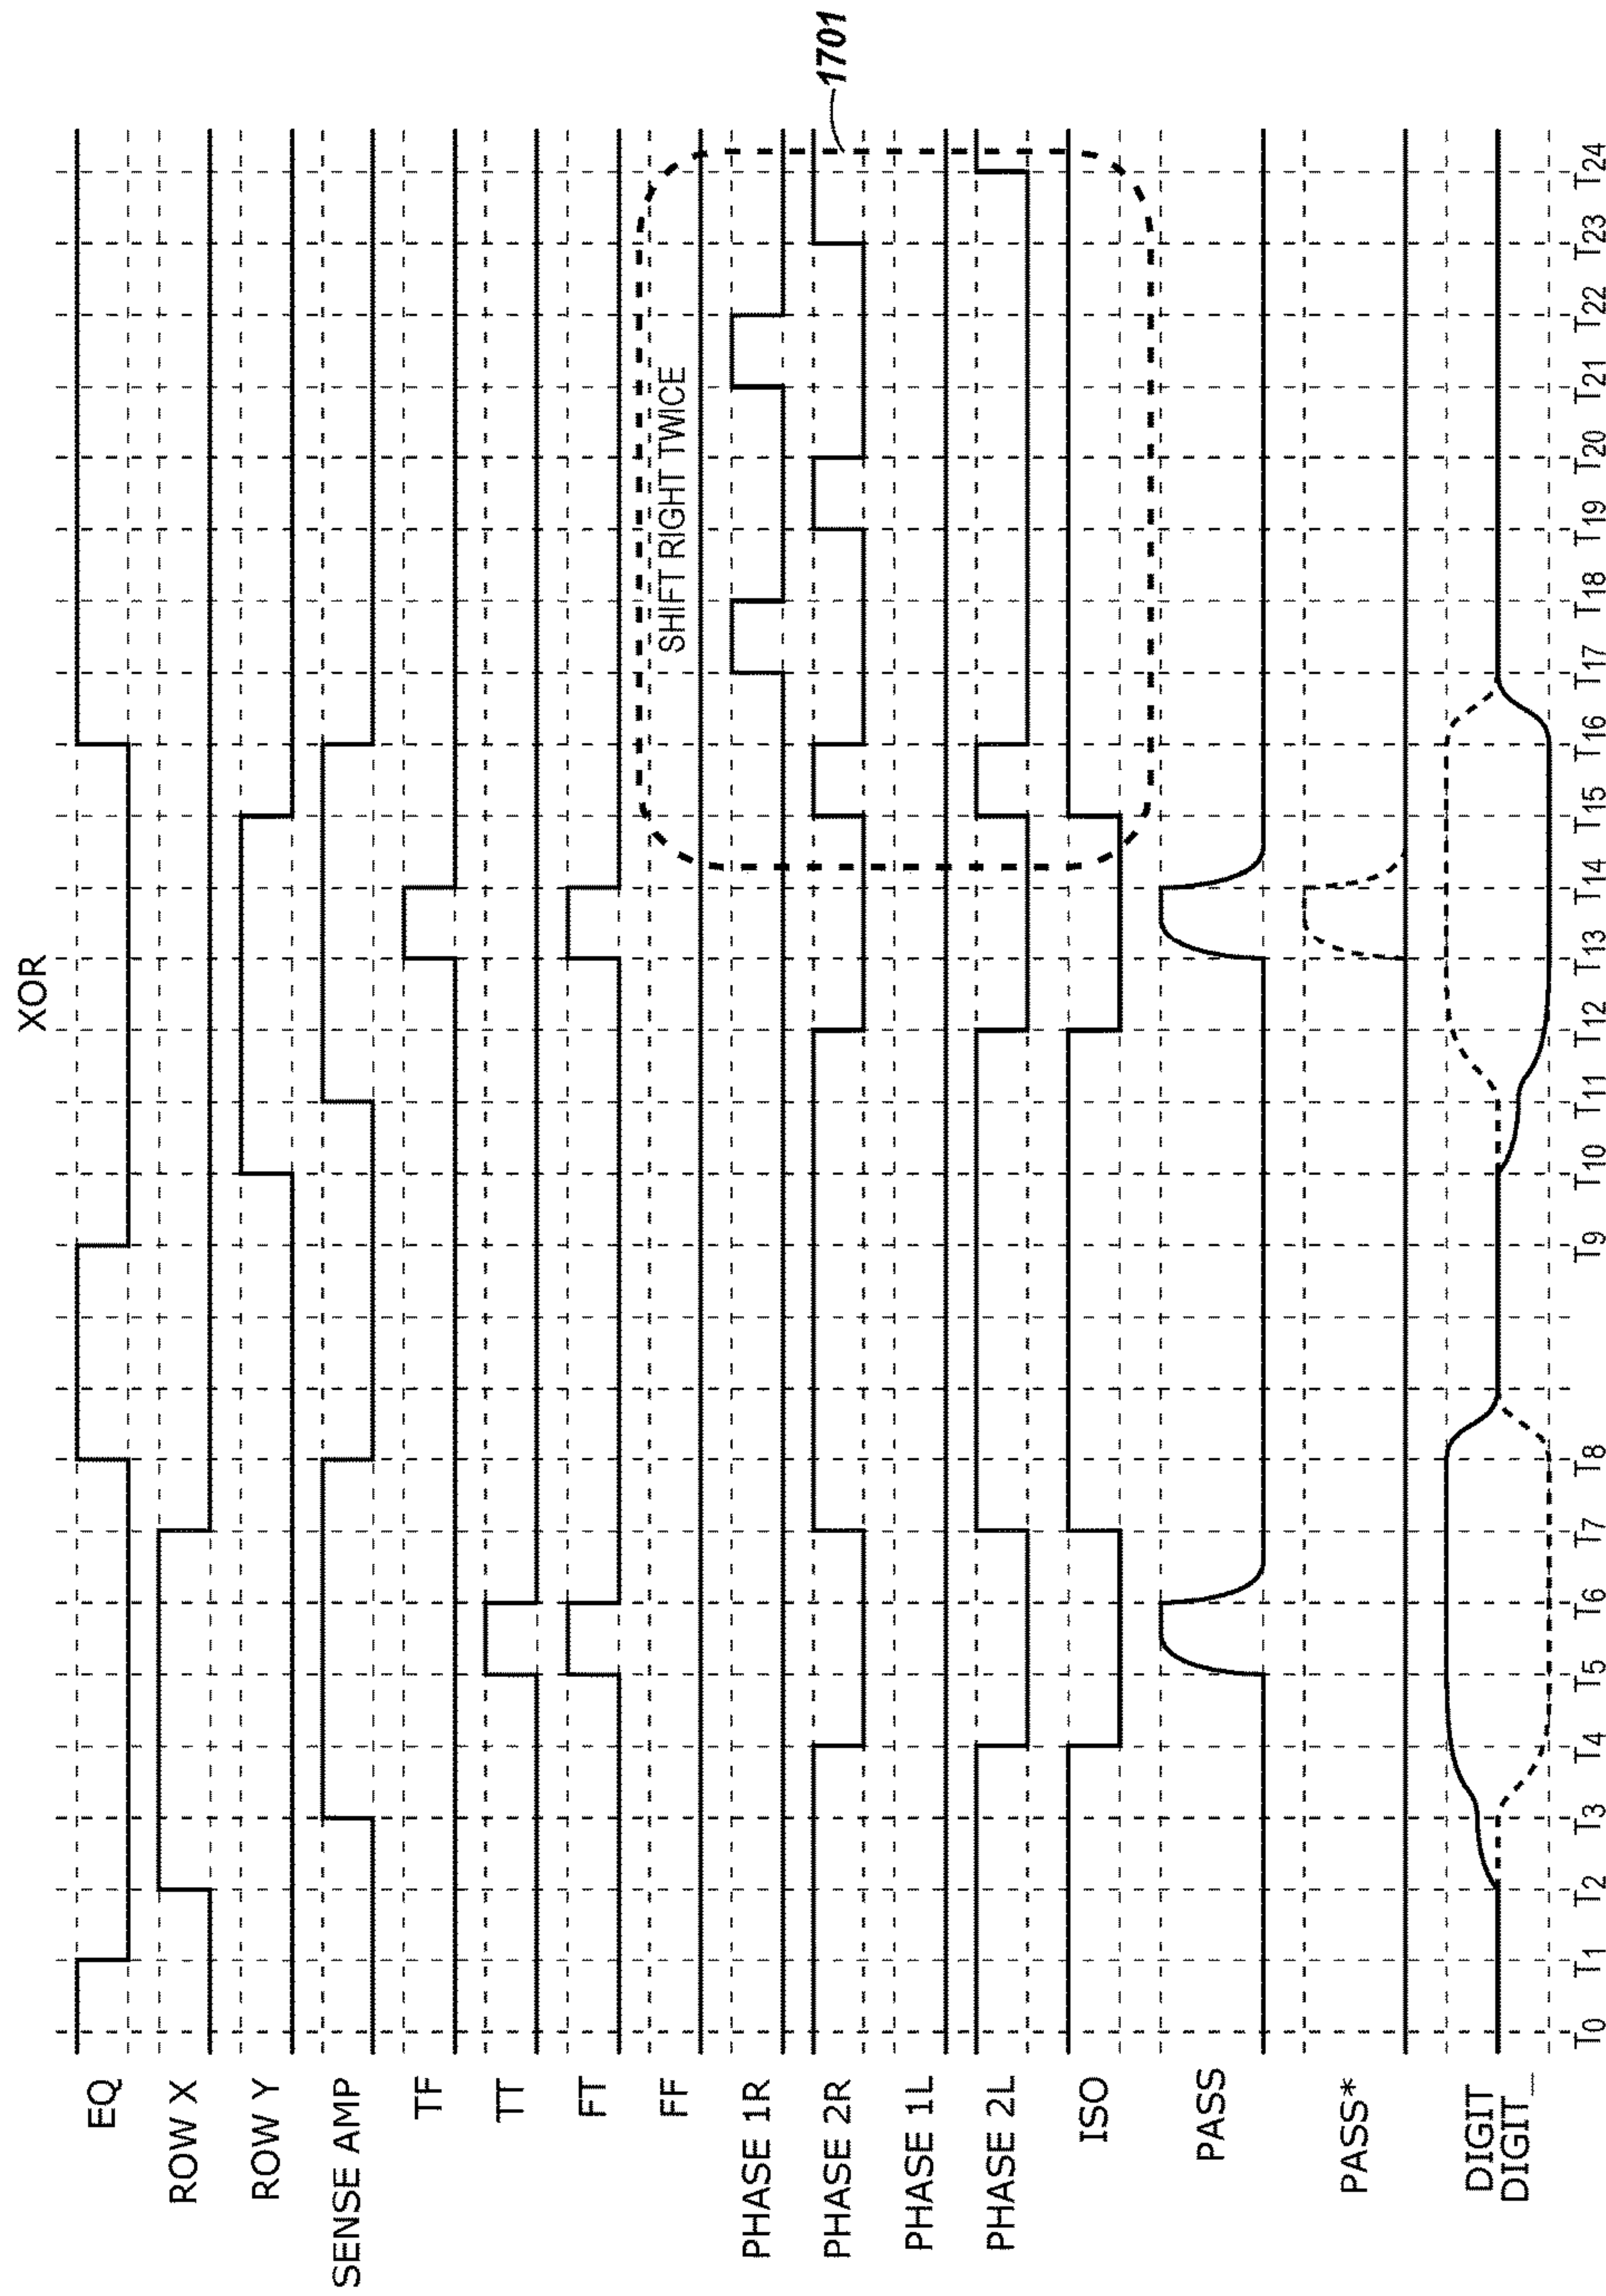 XOR
EQ
ROW X
ROW Y
SENSE AMP
TF
TT
FT
FF
SHIFT RIGHT TWICE
PHASE 1R
PHASE 2R
PHASE 1L
PHASE 2L
ISO
PASS
PASS*
DIGIT
DIGIT_
T0 T1 T2 T3 T4 T5 T6 T7 T8 T9 T10 T11 T12 T13 T14 T15 T16 T17 T18 T19 T20 T21 T22 T23 T24
1701